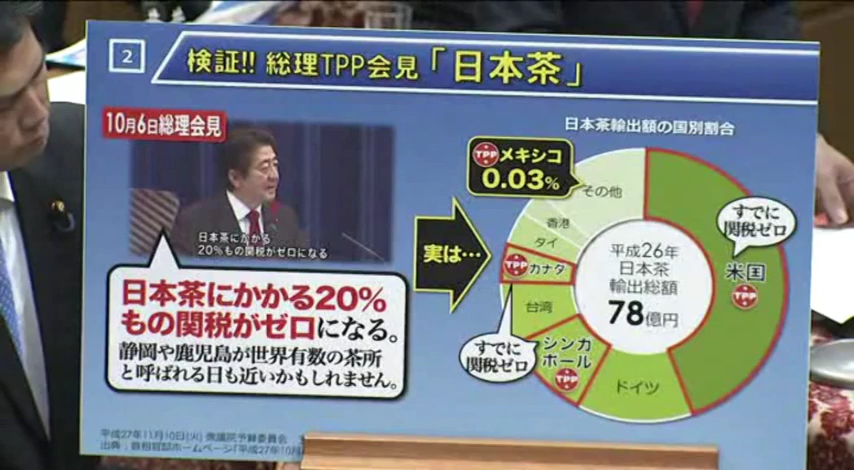 2
検証!! 総理TPP会見「日本茶」
10月6日総理会見
日本茶にかかる
20%もの関税がゼロになる
日本茶にかかる20%
もの関税がゼロになる。
静岡や鹿児島が世界有数の茶所
と呼ばれる日も近いかもしれません。
実は…
日本茶輸出額の国別割合
TPP メキシコ
0.03%
その他
香港
タイ
TPP カナダ
台湾
すでに
関税ゼロ
シンガ
ポール
TPP
ドイツ
すでに
関税ゼロ
米国
TPP
平成26年
日本茶
輸出総額
78億円
平成27年11月10日(火) 衆議院予算委員会
出典:首相官邸ホームページ「平成27年10月